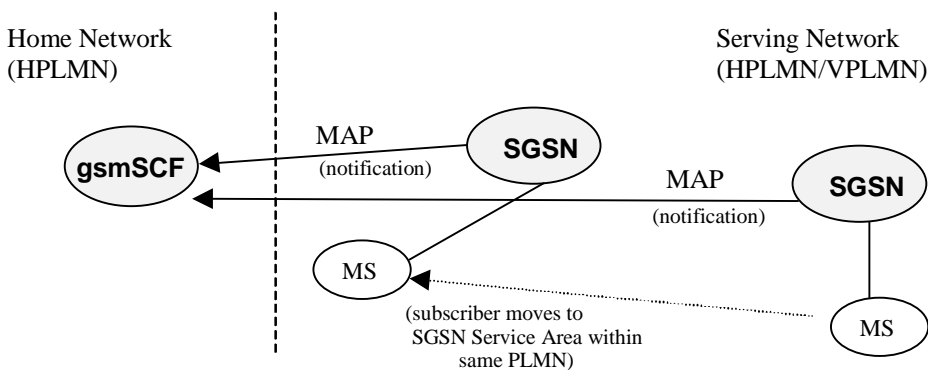 Home Network
(HPLMN)
Serving Network
(HPLMN/VPLMN)
MAP
(notification)
SGSN
gsmSCF
MAP
(notification)
SGSN
MS
(subscriber moves to
SGSN Service Area within
same PLMN)
MS